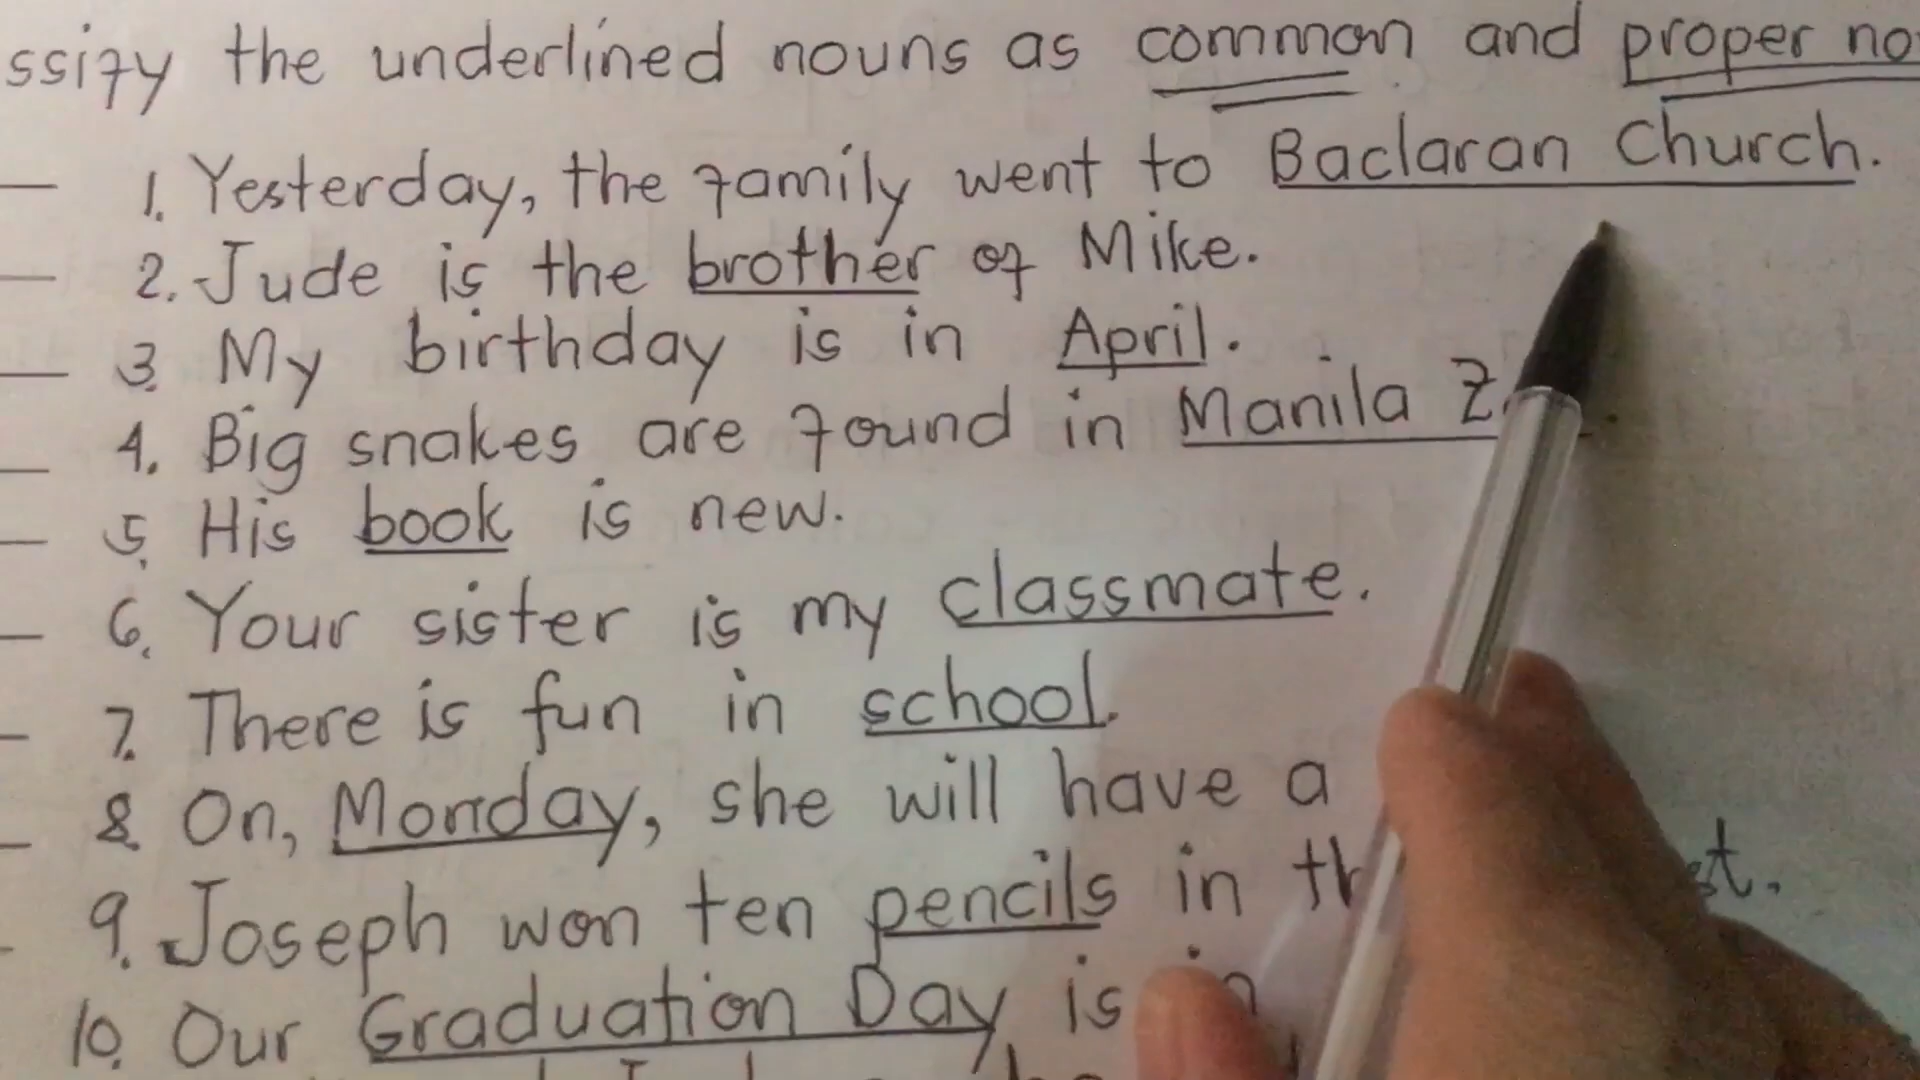 ssify the underlined nouns as common and proper no
1. Yesterday, the family went to Baclaran Church.
2. Jude is the brother of Mike.
3. My birthday is in April.
4. Big snakes are found in Manila
5. His book is new.
6. Your sister is my classmate.
7. There is fun in school.
8. On, Monday, she will have a
9. Joseph won ten pencils in
10. Our Graduation Day is in